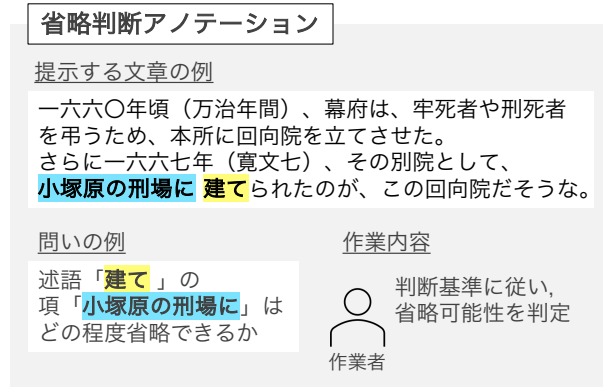 省略判断アノテーション
提示する文章の例
一六六〇年頃（万治年間）、幕府は、牢死者や刑死者
を弔うため、本所に回向院を立てさせた。
さらに一六六七年（寛文七）、その別院として、
小塚原の刑場に 建てられたのが、この回向院だそうな。
問いの例
述語「建て 」の
項「小塚原の刑場に」は
どの程度省略できるか
作業内容
判断基準に従い,
省略可能性を判定
作業者